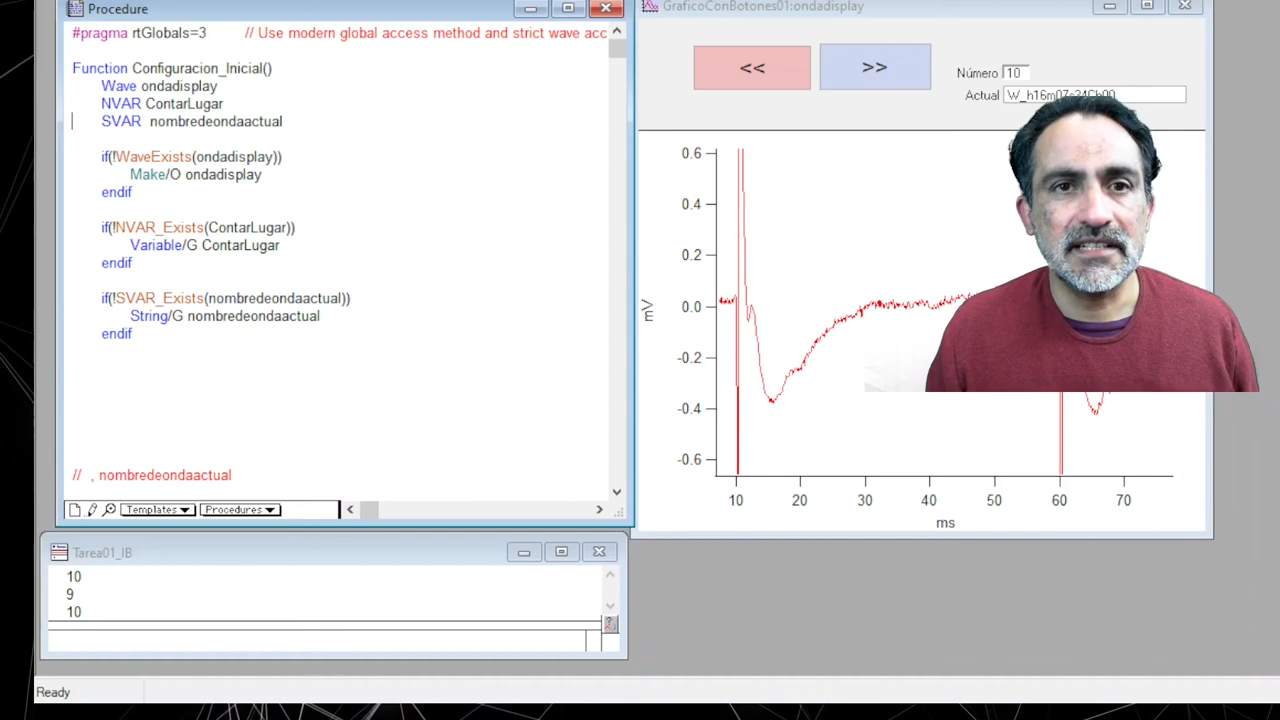 Procedure
#pragma rtGlobals=3 // Use modern global access method and strict wave acc
Function Configuracion_Inicial()
Wave ondadisplay
NVAR ContarLugar
SVAR nombredeondaactual
if(!WaveExists(ondadisplay))
Make/O ondadisplay
endif
if(!NVAR_Exists(ContarLugar))
Variable/G ContarLugar
endif
if(!SVAR_Exists(nombredeondaactual))
String/G nombredeondaactual
endif
// , nombredeondaactual
Templates
Procedures
GraficoConBotones01:ondadisplay
<<
>>
Número 10
Actual
0.6
0.4
0.2
0.0
-0.2
-0.4
-0.6
mV
10 20 30 40 50 60 70
ms
Tarea01_IB
10
9
10
Ready